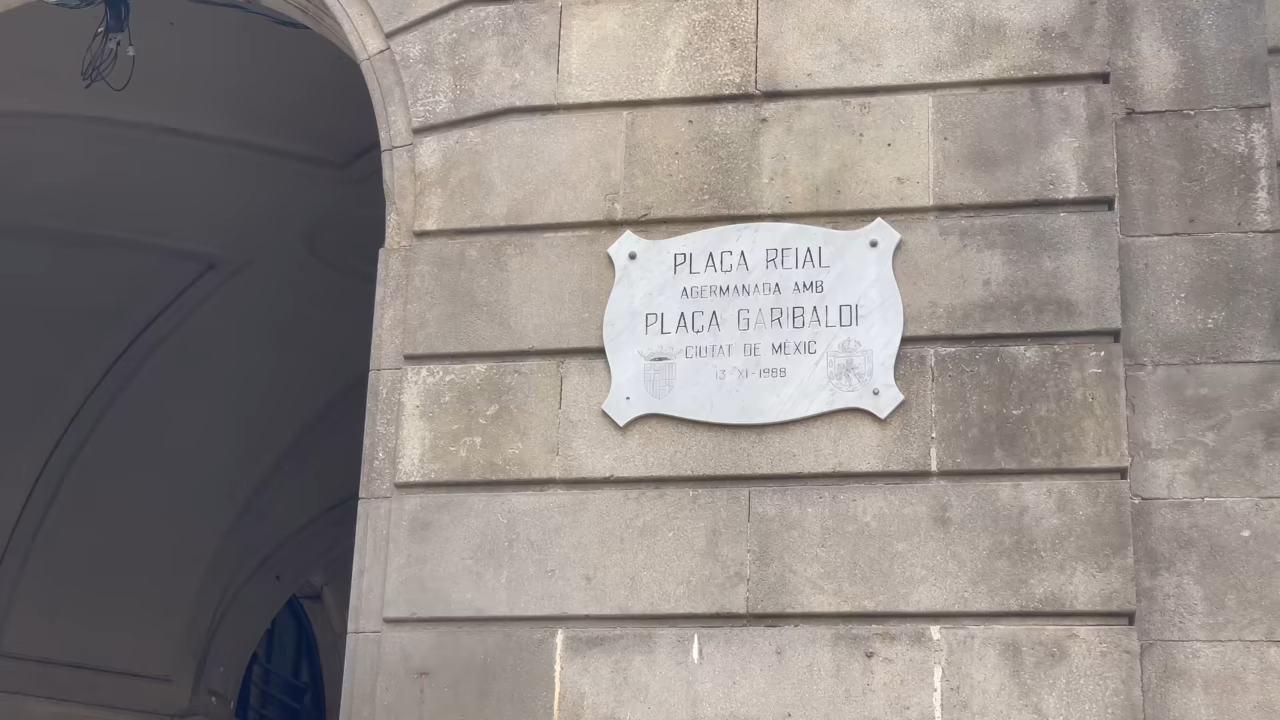 PLAÇA REIAL
AGERMANADA AMB
PLAÇA GARIBALDI
CIUTAT DE MÈXIC
13-XI-1988